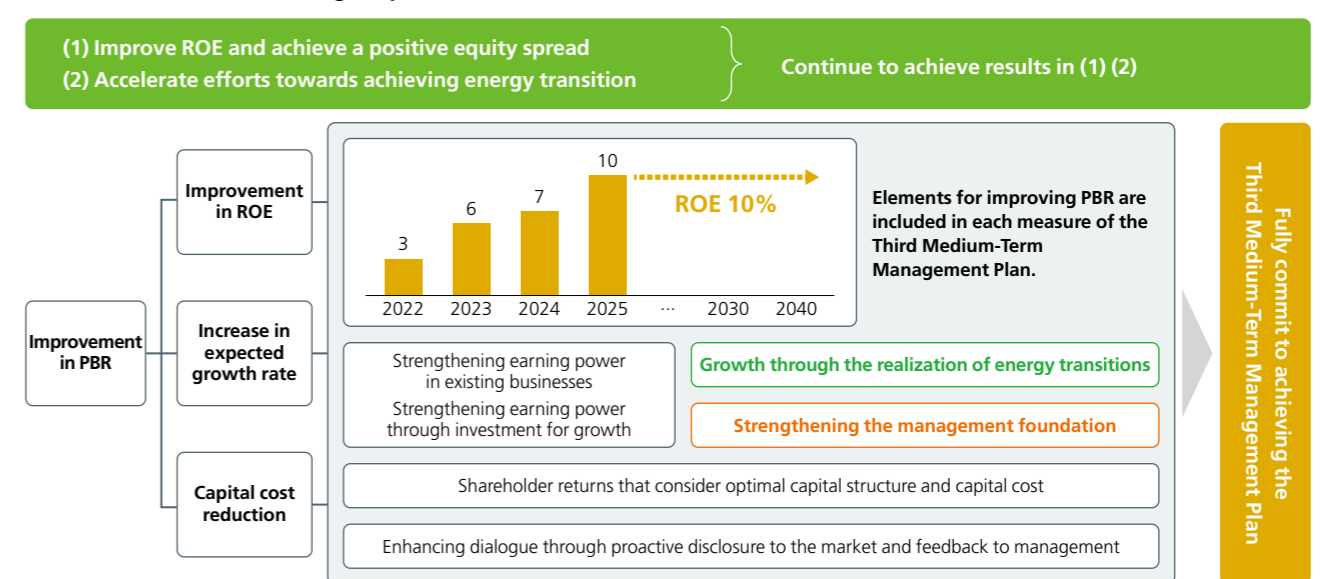 (1) Improve ROE and achieve a positive equity spread
(2) Accelerate efforts towards achieving energy transition
Continue to achieve results in (1) (2)
Improvement
in PBR
Improvement
in ROE
Increase in
expected
growth rate
Capital cost
reduction
3
6
7
10
ROE 10%
2022 2023 2024 2025 ... 2030 2040
Elements for improving PBR are
included in each measure of the
Third Medium-Term
Management Plan.
Strengthening earning power
in existing businesses
Strengthening earning power
through investment for growth
Growth through the realization of energy transitions
Strengthening the management foundation
Shareholder returns that consider optimal capital structure and capital cost
Enhancing dialogue through proactive disclosure to the market and feedback to management
Fully commit to achieving the
Third Medium-Term Management Plan